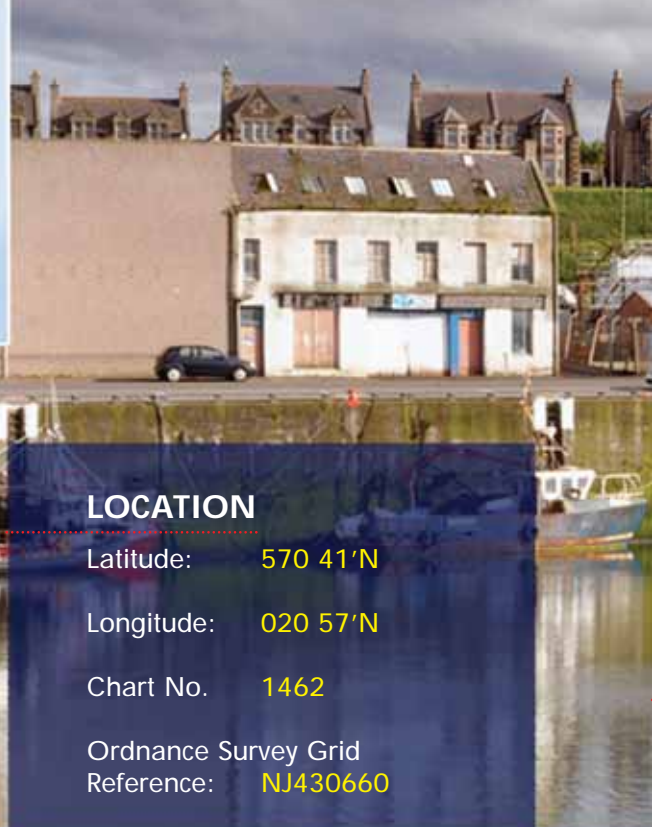 LOCATION
Latitude: 570 41’N
Longitude: 020 57’N
Chart No. 1462
Ordnance Survey Grid
Reference: NJ430660